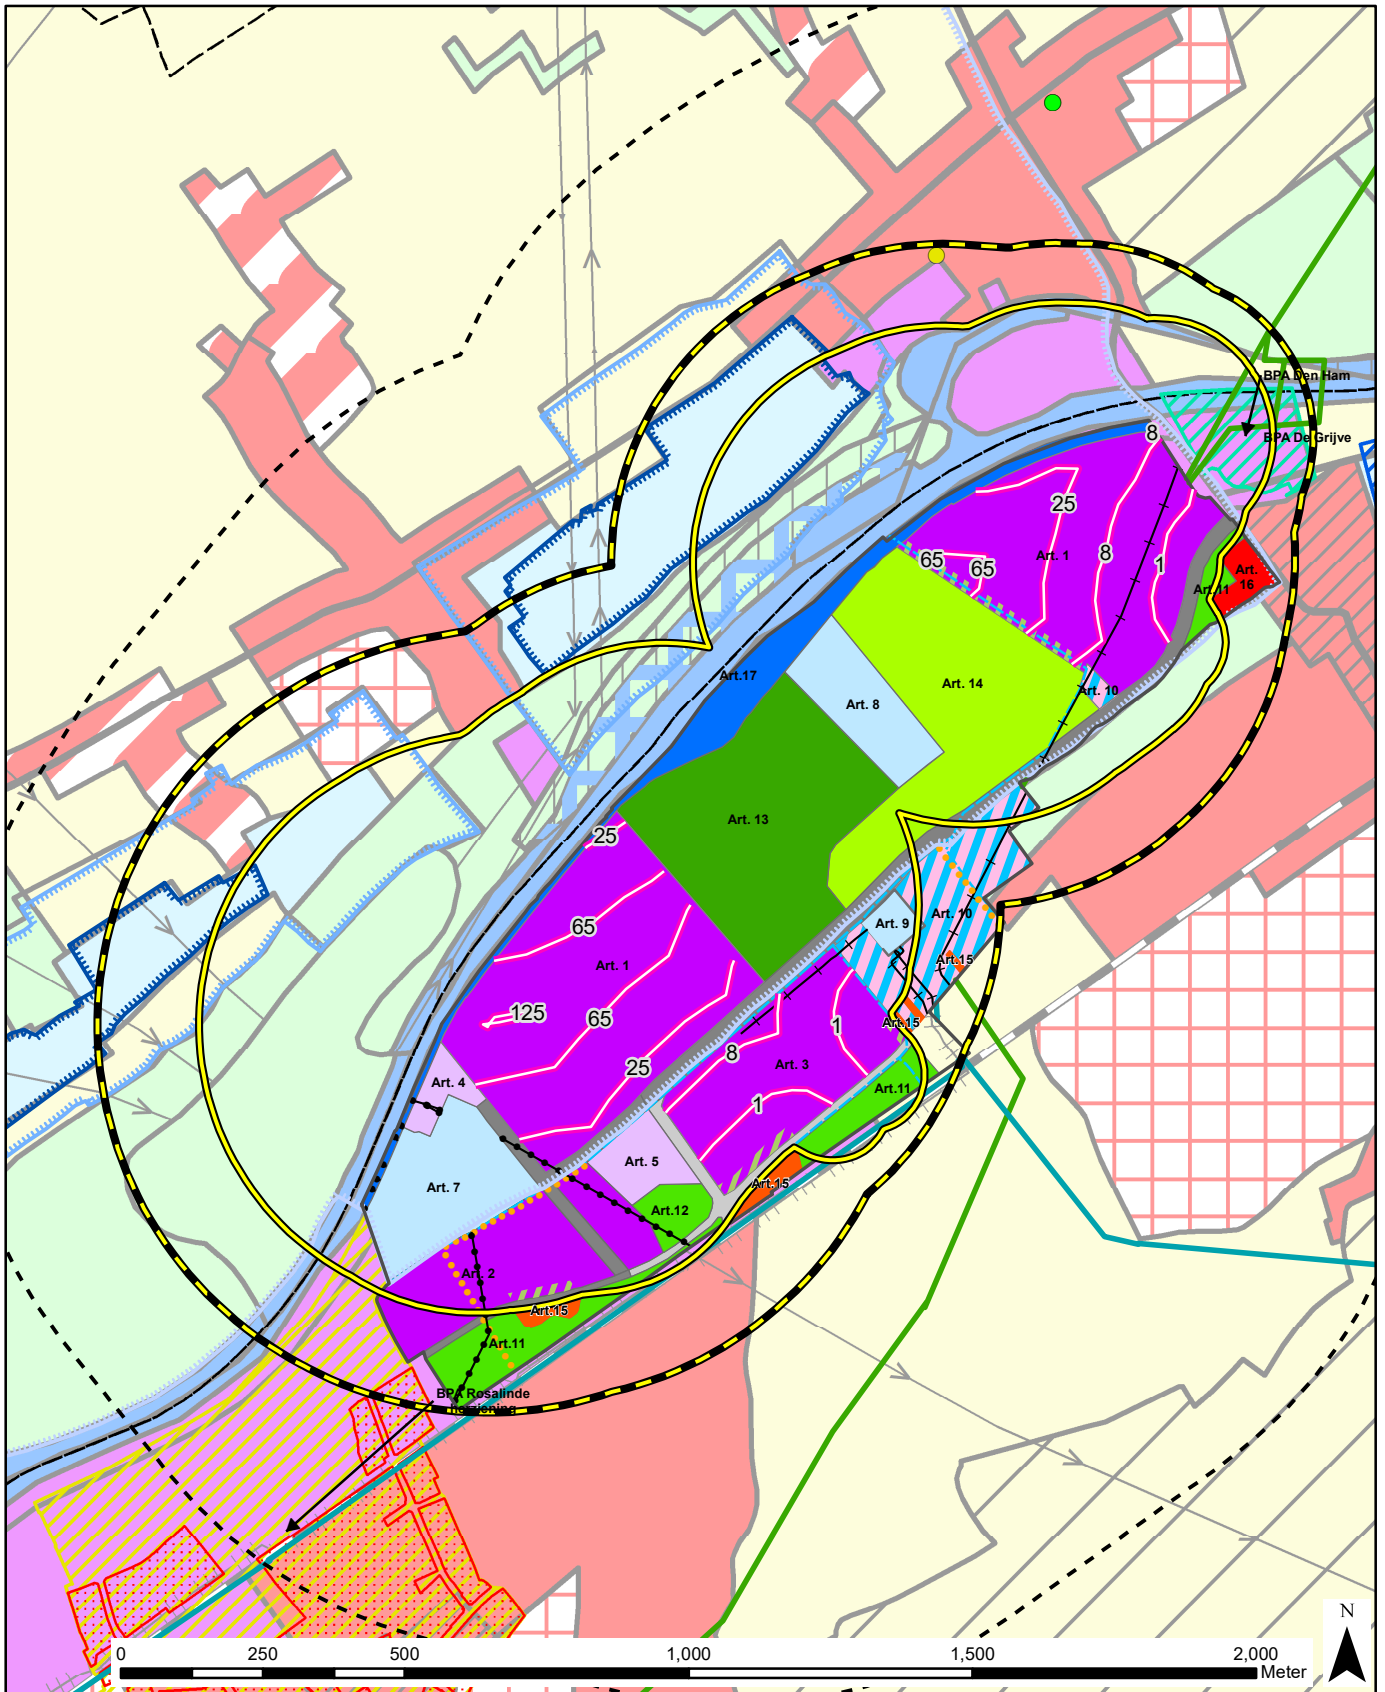 BPA Den Ham
BPA De Grijve
8
25
Art. 1
8
1
65
65
Art.
16
Art.11
Art.17
Art. 14
Art. 10
Art. 8
Art. 13
25
65
Art. 1
125
65
25
Art. 9
Art. 10
Art.15
Art.15
1
8
Art. 3
Art.11
1
Art. 4
Art. 5
Art. 7
Art.12
Art.15
Art. 2
Art.15
Art.11
BPA Rosalinde
herziening
N
0 250 500 1,000 1,500 2,000
Meter